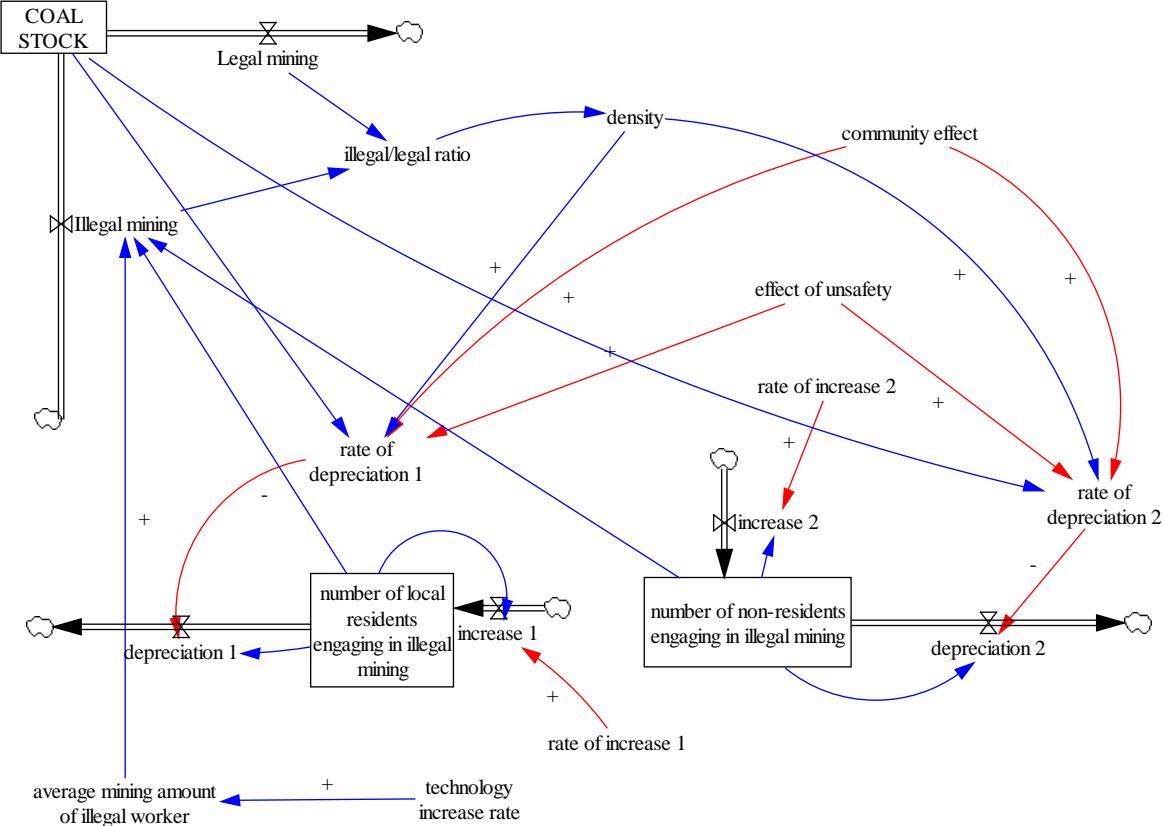 COAL
STOCK
Legal mining
density
community effect
illegal/legal ratio
Illegal mining
+
+
+
+
effect of unsafety
+
rate of increase 2
+
+
rate of
depreciation 1
rate of
depreciation 2
-
+
increase 2
-
number of local
residents
engaging in illegal
mining
increase 1
number of non-residents
engaging in illegal mining
depreciation 1
depreciation 2
+
rate of increase 1
+
average mining amount
of illegal worker
technology
increase rate